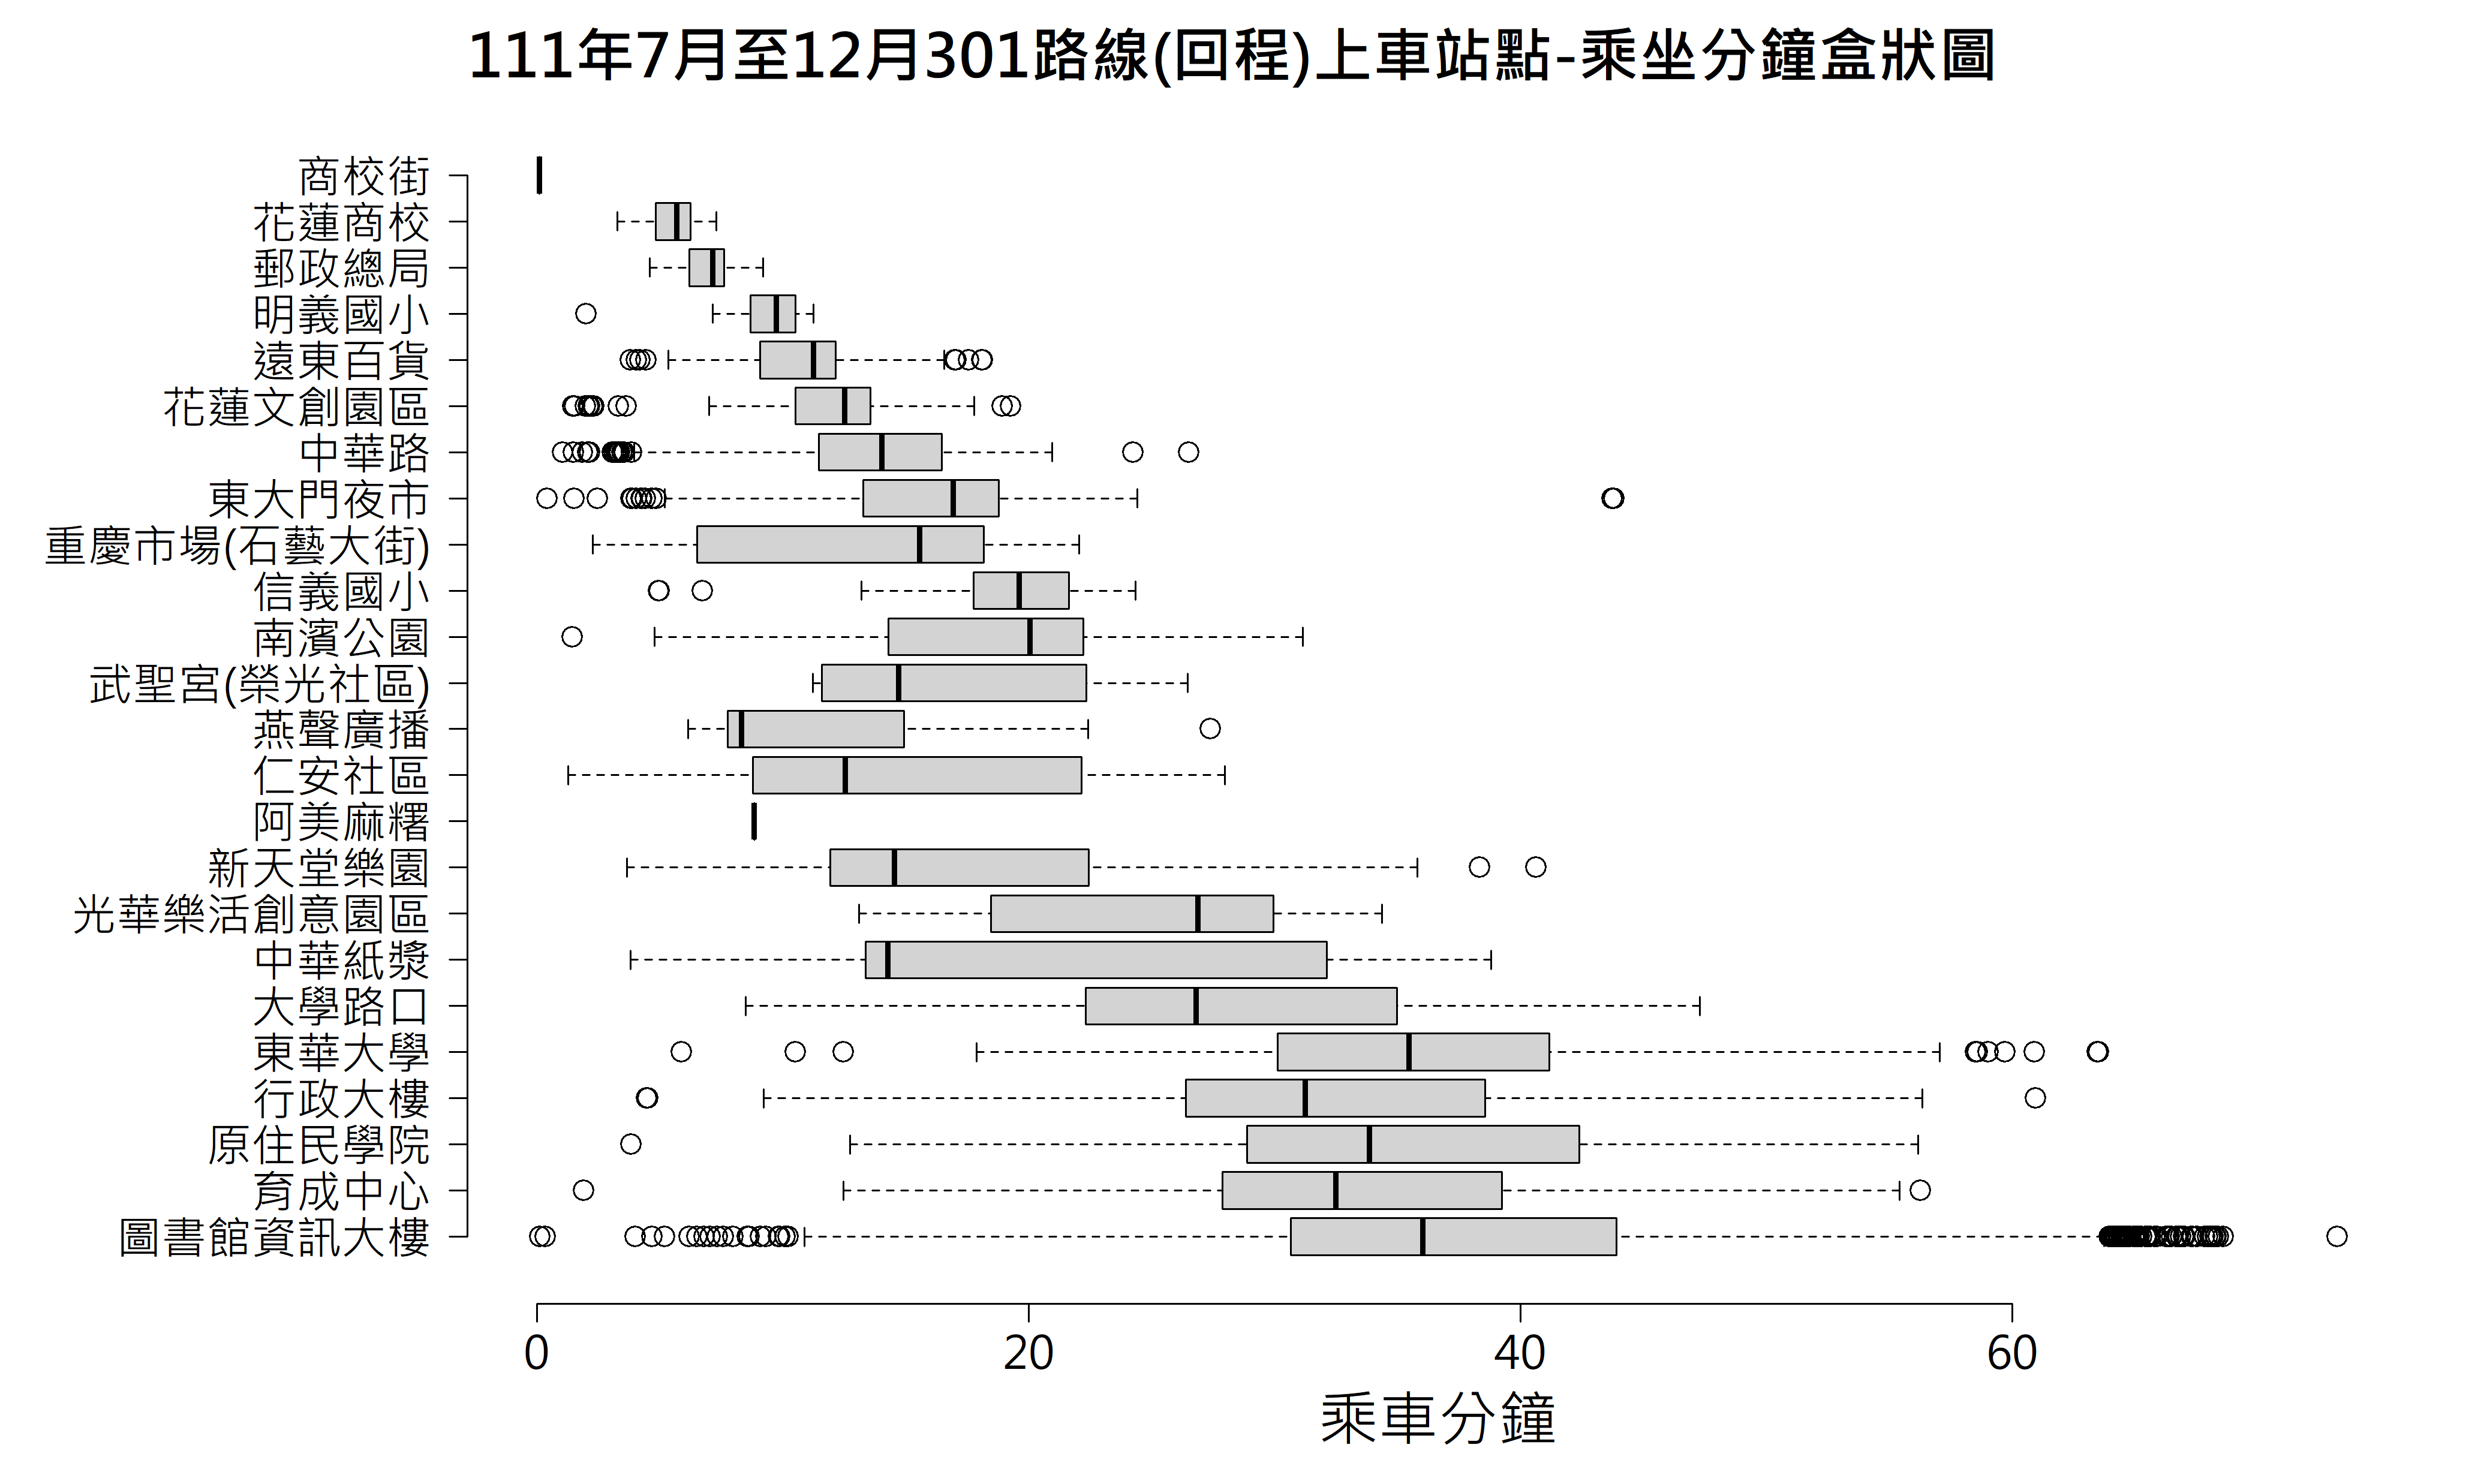 111年7月至12月301路線(回程)上車站點-乘坐分鐘盒狀圖
商校街
花蓮商校
郵政總局
明義國小
遠東百貨
花蓮文創園區
中華路
東大門夜市
重慶市場(石藝大街)
信義國小
南濱公園
武聖宮(榮光社區)
燕聲廣播
仁安社區
阿美麻糬
新天堂樂園
光華樂活創意園區
中華紙漿
大學路口
東華大學
行政大樓
原住民學院
育成中心
圖書館資訊大樓
0 20 40 60
乘車分鐘